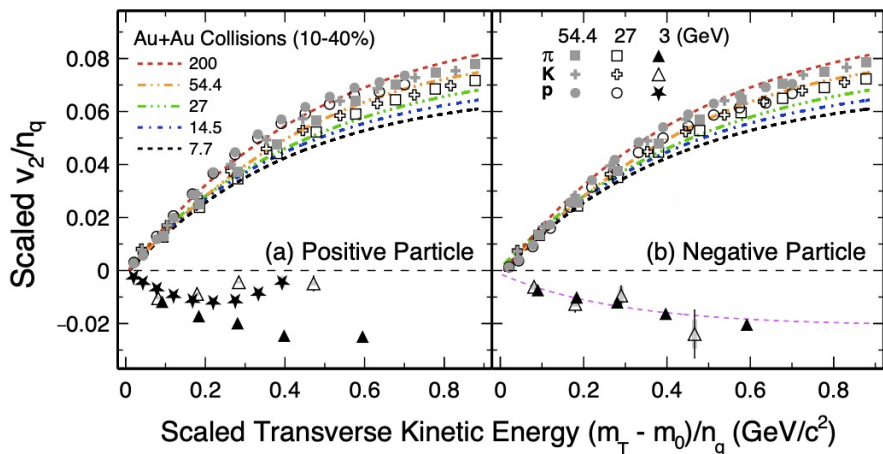 Au+Au Collisions (10-40%)
200
54.4
27
14.5
7.7
54.4 27 3 (GeV)
π
K
p
0.08
0.06
0.04
0.02
0
−0.02
Scaled v2/nq
(a) Positive Particle
(b) Negative Particle
0 0.2 0.4 0.6 0.8 0 0.2 0.4 0.6 0.8
Scaled Transverse Kinetic Energy (mT - m0)/nq (GeV/c2)